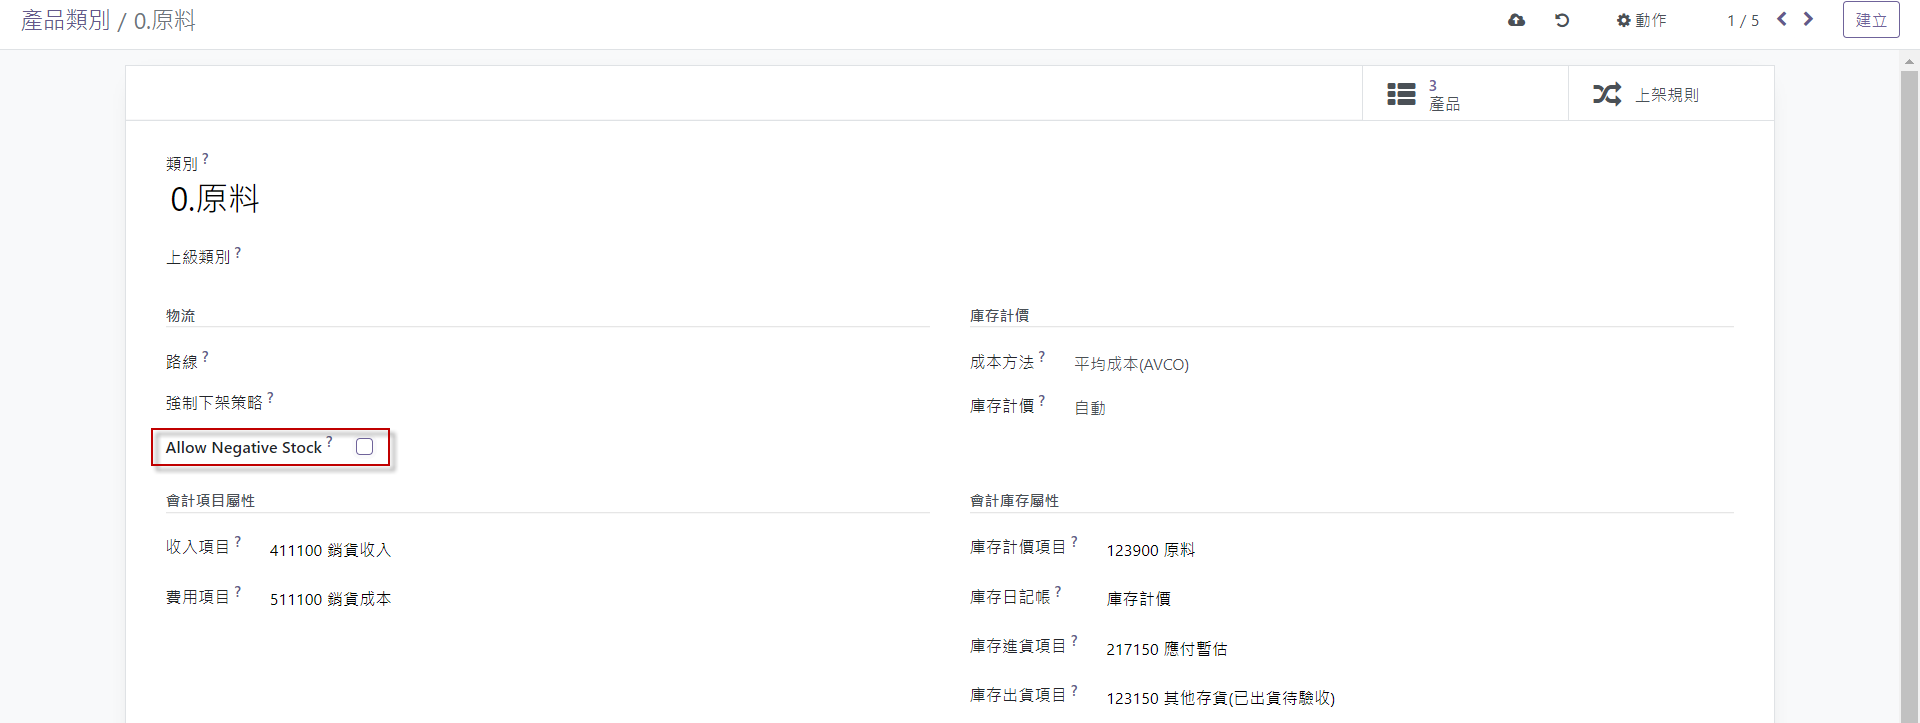 產品類別 / 0.原料
動作
1 / 5
建立
3
產品
上架規則
類別 ?
0.原料
上級類別 ?
物流
路線 ?
強制下架策略 ?
Allow Negative Stock ?
庫存計價
成本方法 ? 平均成本(AVCO)
庫存計價 ? 自動
會計項目屬性
收入項目 ? 411100 銷貨收入
費用項目 ? 511100 銷貨成本
會計庫存屬性
庫存計價項目 ? 123900 原料
庫存日記帳 ? 庫存計價
庫存進貨項目 ? 217150 應付暫估
庫存出貨項目 ? 123150 其他存貨(已出貨待驗收)